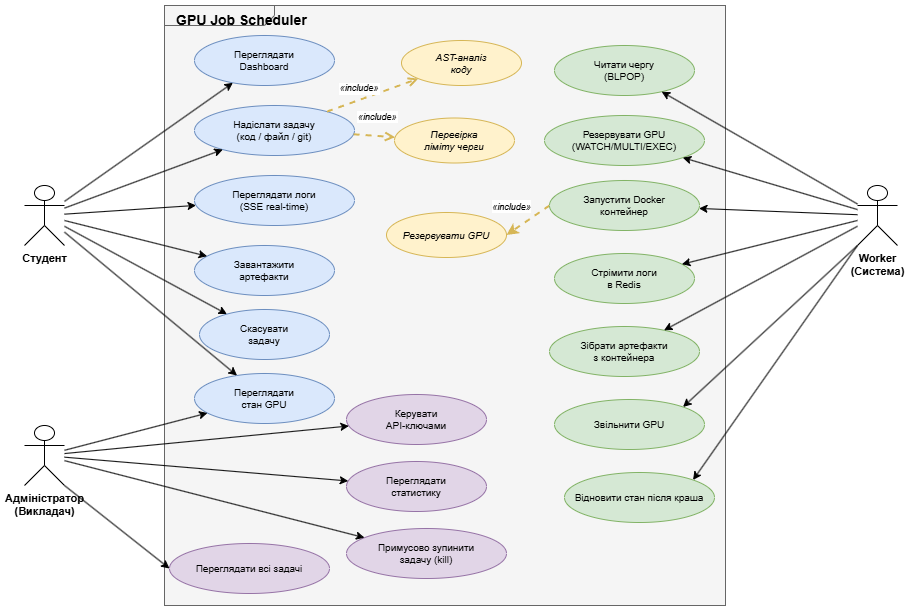 GPU Job Scheduler
Переглядати
Dashboard
AST-аналіз
коду
Читати чергу
(BLPOP)
«include»
Надіслати задачу
(код / файл / git)
«include»
Перевірка
ліміту черги
Резервувати GPU
(WATCH/MULTI/EXEC)
Переглядати логи
(SSE real-time)
«include»
Запустити Docker
контейнер
Резервувати GPU
Студент
Worker
(Система)
Завантажити
артефакти
Стрімити логи
в Redis
Скасувати
задачу
Зібрати артефакти
з контейнера
Переглядати
стан GPU
Керувати
API-ключами
Звільнити GPU
Адміністратор
(Викладач)
Переглядати
статистику
Відновити стан після краша
Примусово зупинити
задачу (kill)
Переглядати всі задачі